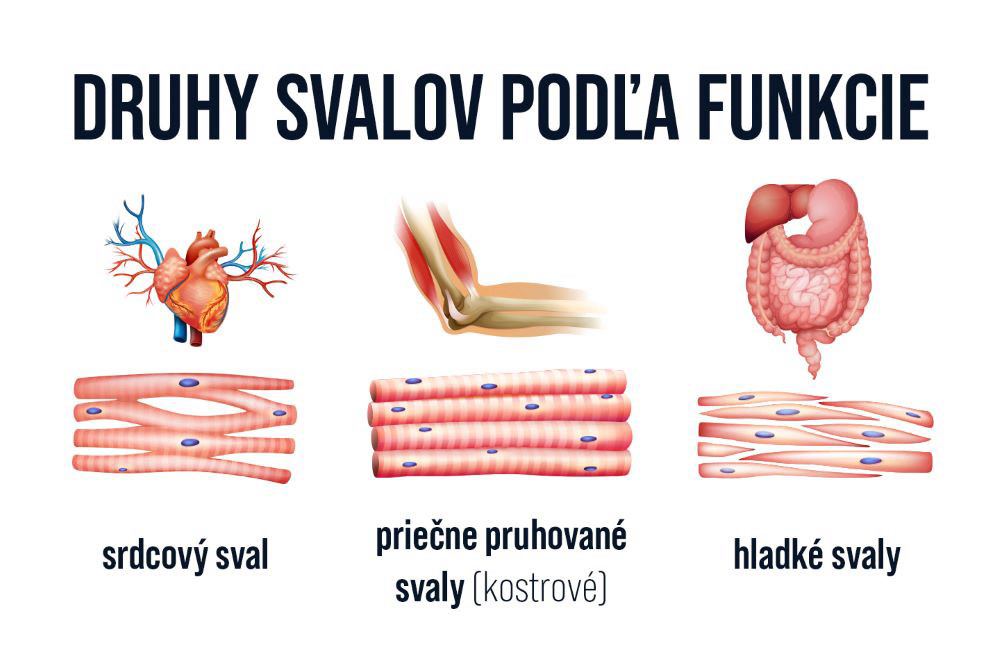 DRUHY SVALOV PODĽA FUNKCIE
srdcový sval
priečne pruhované
svaly (kostrové)
hladké svaly